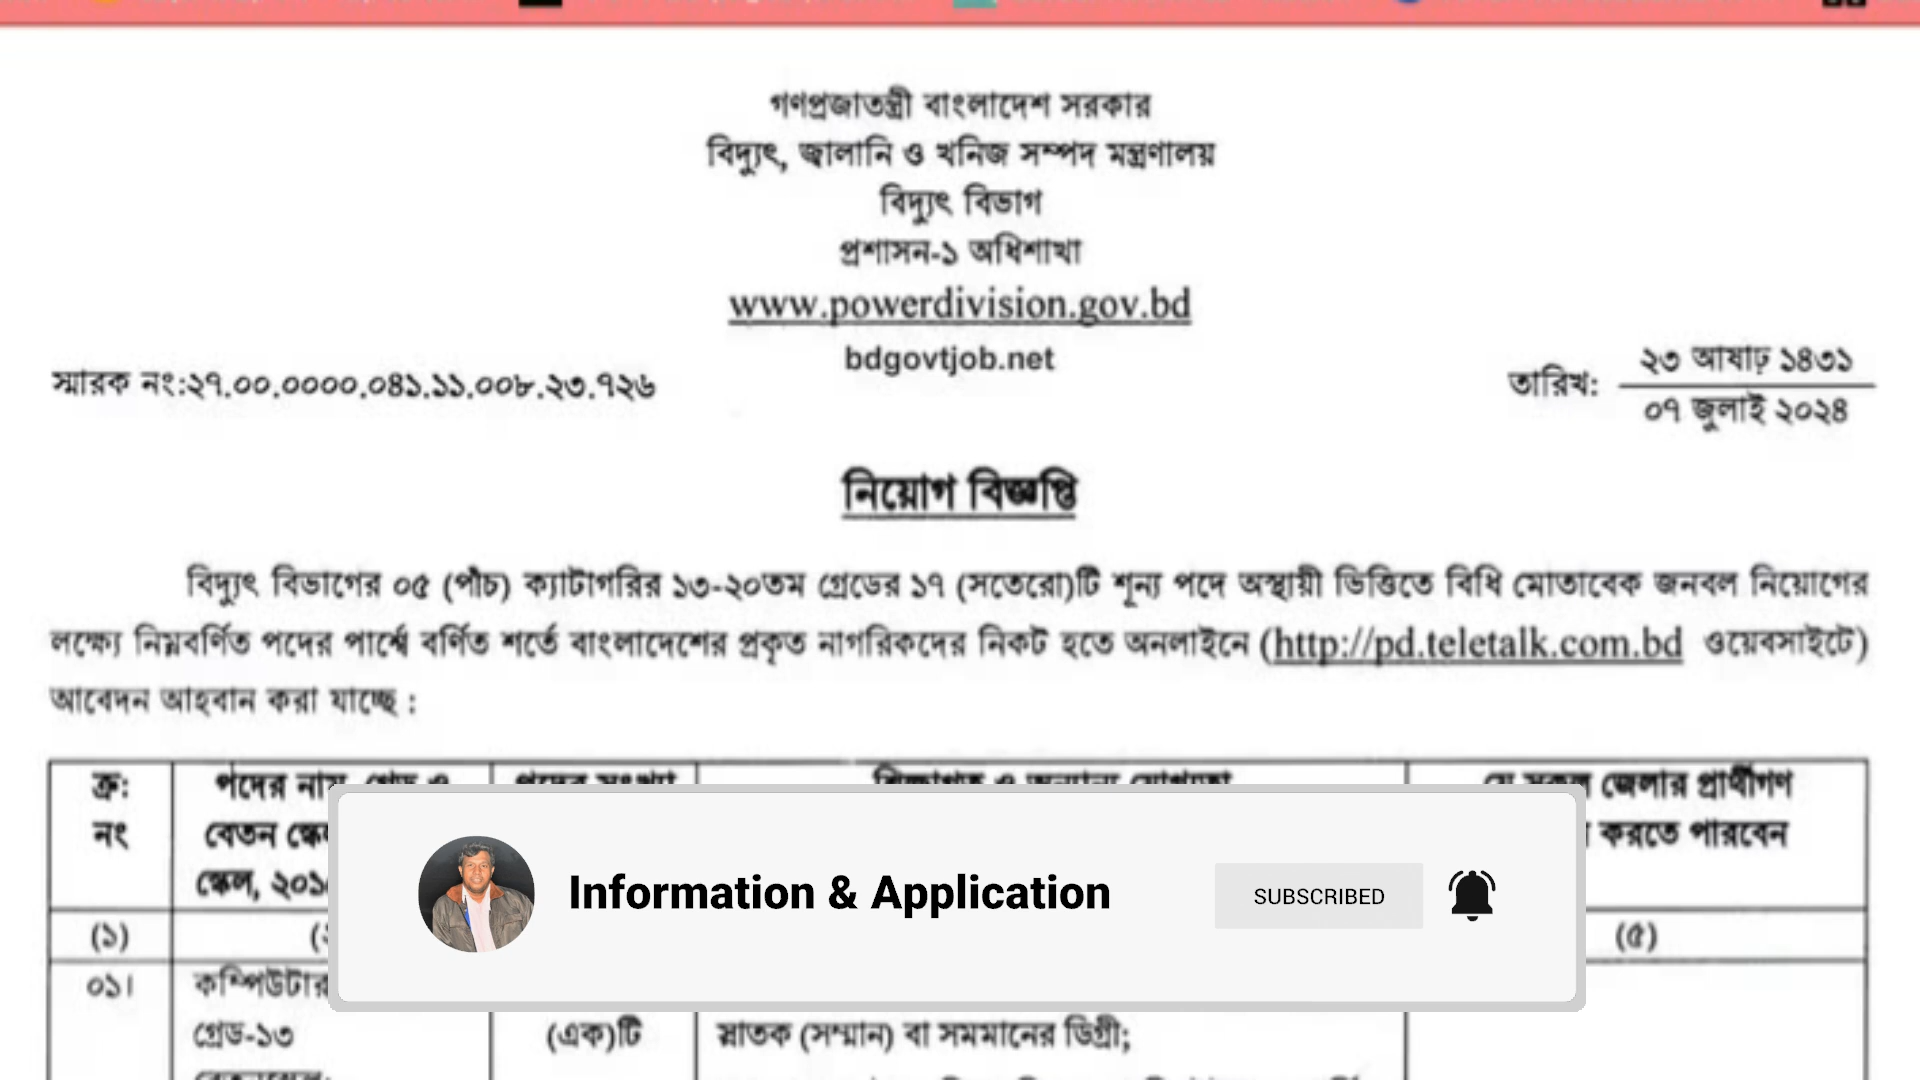 গণপ্রজাতন্ত্রী বাংলাদেশ সরকার
বিদ্যুৎ, জ্বালানি ও খনিজ সম্পদ মন্ত্রণালয়
বিদ্যুৎ বিভাগ
প্রশাসন-১ অধিশাখা
www.powerdivision.gov.bd
bdgovtjob.net
স্মারক নং:২৭.০০.০০০০.০৪১.১১.০০৮.২৩.৭২৬
তারিখ: ২৩ আষাঢ় ১৪৩১
০৭ জুলাই ২০২৪
নিয়োগ বিজ্ঞপ্তি
বিদ্যুৎ বিভাগের ০৫ (পাঁচ) ক্যাটাগরির ১৩-২০তম গ্রেডের ১৭ (সতেরো)টি শূন্য পদে অস্থায়ী ভিত্তিতে বিধি মোতাবেক জনবল নিয়োগের
লক্ষ্যে নিম্নবর্ণিত পদের পার্শ্বে বর্ণিত শর্তে বাংলাদেশের প্রকৃত নাগরিকদের নিকট হতে অনলাইনে (http://pd.teletalk.com.bd ওয়েবসাইটে)
আবেদন আহবান করা যাচ্ছে :
ক্র: পদের জেলার প্রার্থীগণ
নং বেতন করতে পারবেন
স্কেল,
(১) (৫)
০১। কম্পিউটার
গ্রেড-১৩ (এক)টি স্নাতক (সম্মান) বা সমমানের ডিগ্রী;
Information & Application
SUBSCRIBED